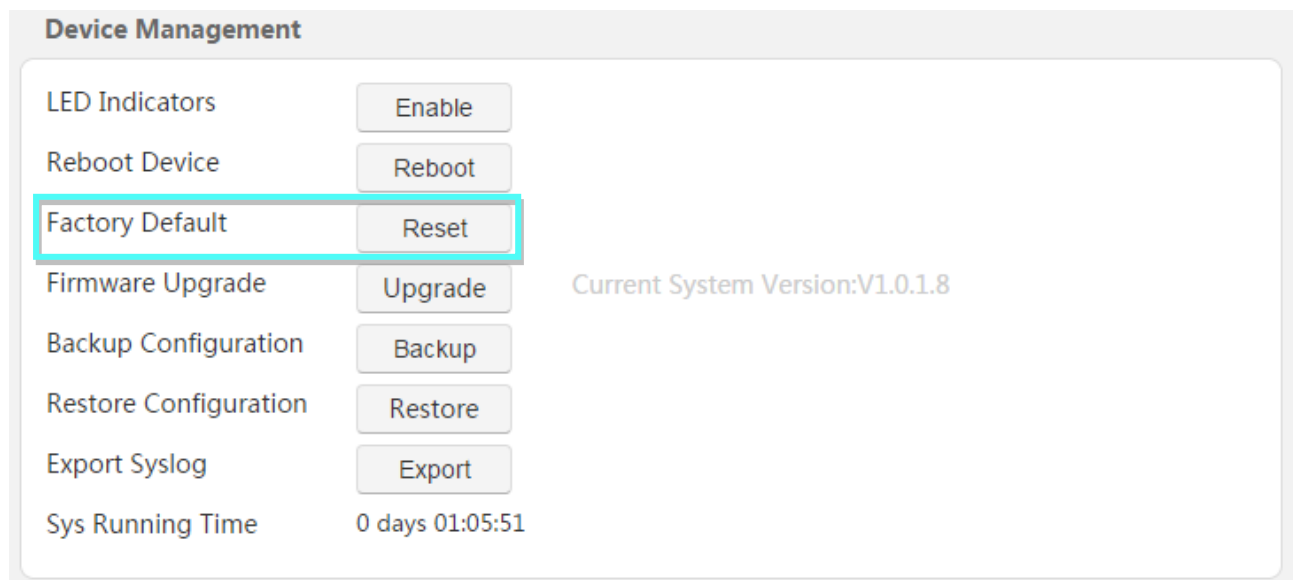 Device Management
LED Indicators Enable
Reboot Device Reboot
Factory Default Reset
Firmware Upgrade Upgrade Current System Version:V1.0.1.8
Backup Configuration Backup
Restore Configuration Restore
Export Syslog Export
Sys Running Time 0 days 01:05:51